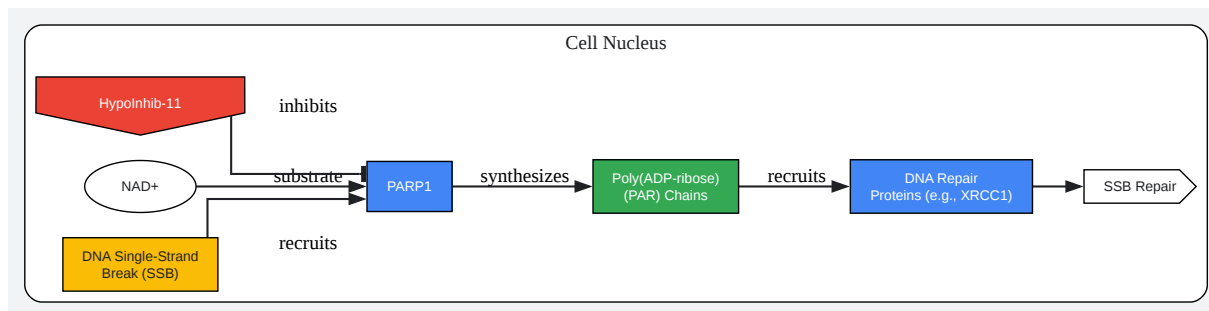 Cell Nucleus
HypoInhib-11
inhibits
NAD+
substrate
PARP1
synthesizes
Poly(ADP-ribose)
(PAR) Chains
recruits
DNA Repair
Proteins (e.g., XRCC1)
SSB Repair
recruits
DNA Single-Strand
Break (SSB)